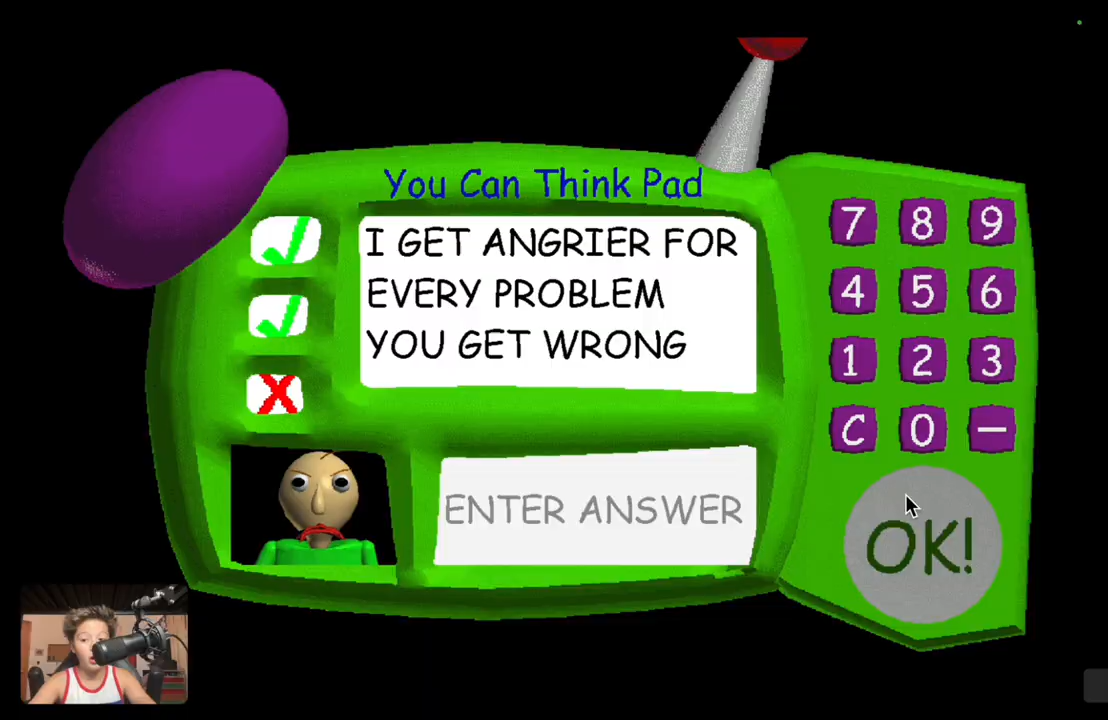 You Can Think Pad
I GET ANGRIER FOR
EVERY PROBLEM
YOU GET WRONG
ENTER ANSWER
7 8 9
4 5 6
1 2 3
C 0 −
OK!